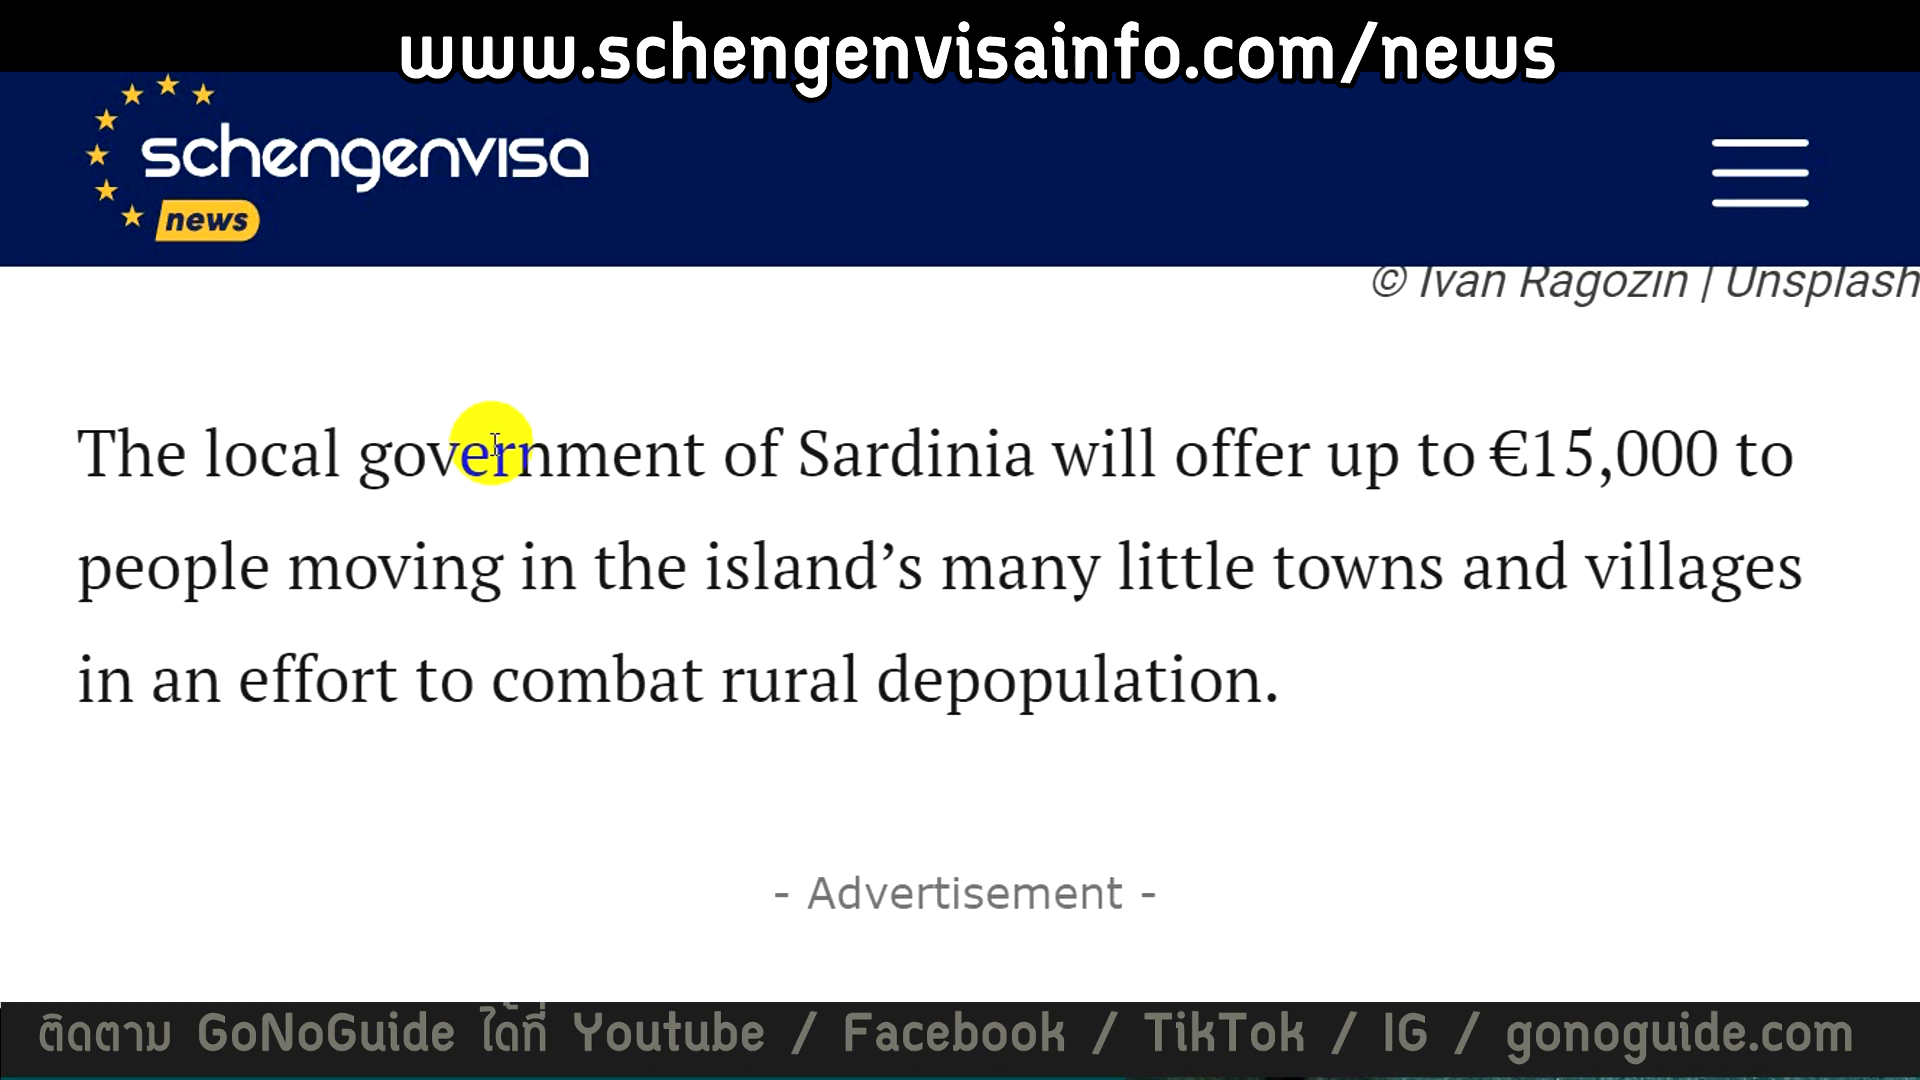 www.schengenvisainfo.com/news
schengenvisa
news
© Ivan Ragozin | Unsplash
The local government of Sardinia will offer up to €15,000 to
people moving in the island’s many little towns and villages
in an effort to combat rural depopulation.
- Advertisement -
ติดตาม GoNoGuide ได้ที่ Youtube / Facebook / TikTok / IG / gonoguide.com